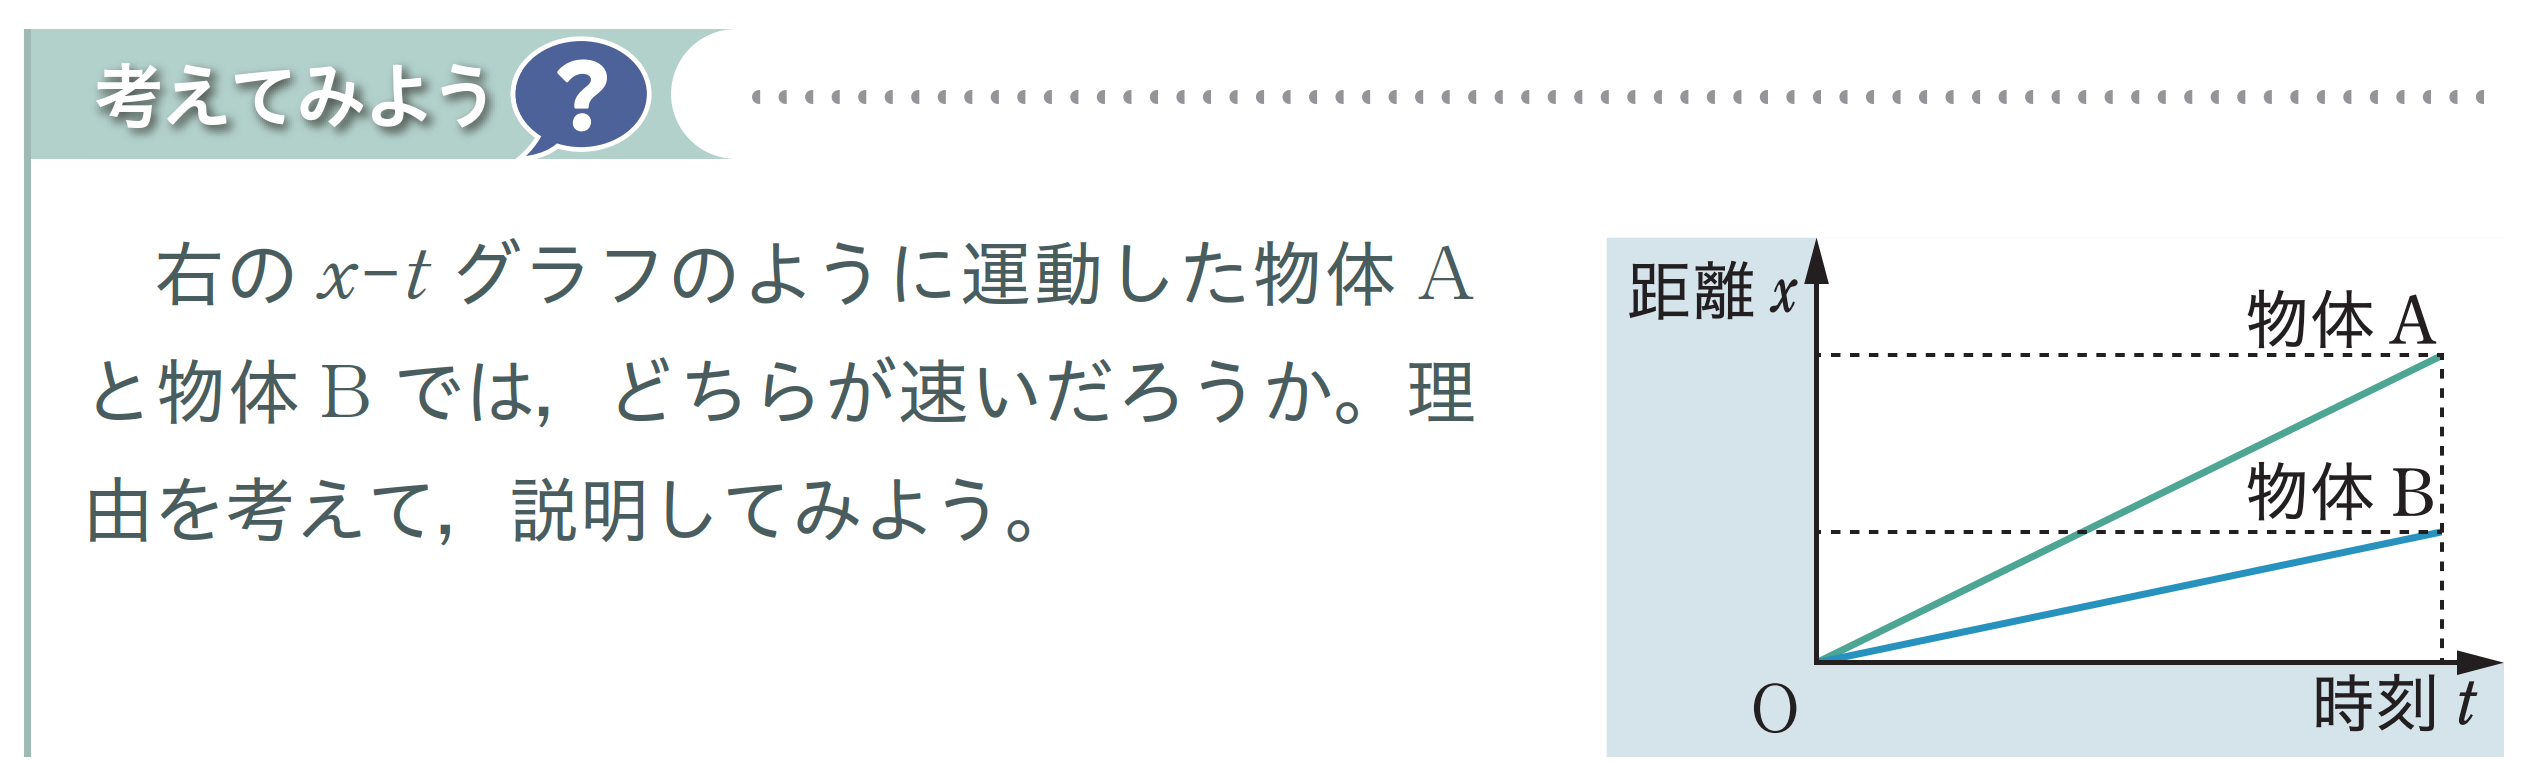 考えてみよう ?
右の x-t グラフのように運動した物体 A
と物体 B では，どちらが速いだろうか。理
由を考えて，説明してみよう。
距離 x
物体 A
物体 B
O
時刻 t